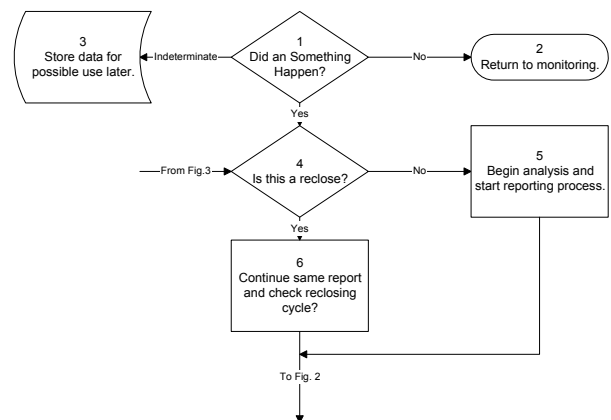 3
Store data for
possible use later.
Indeterminate
1
Did an Something
Happen?
No
2
Return to monitoring.
Yes
From Fig.3
4
Is this a reclose?
No
5
Begin analysis and
start reporting process.
Yes
6
Continue same report
and check reclosing
cycle?
To Fig. 2